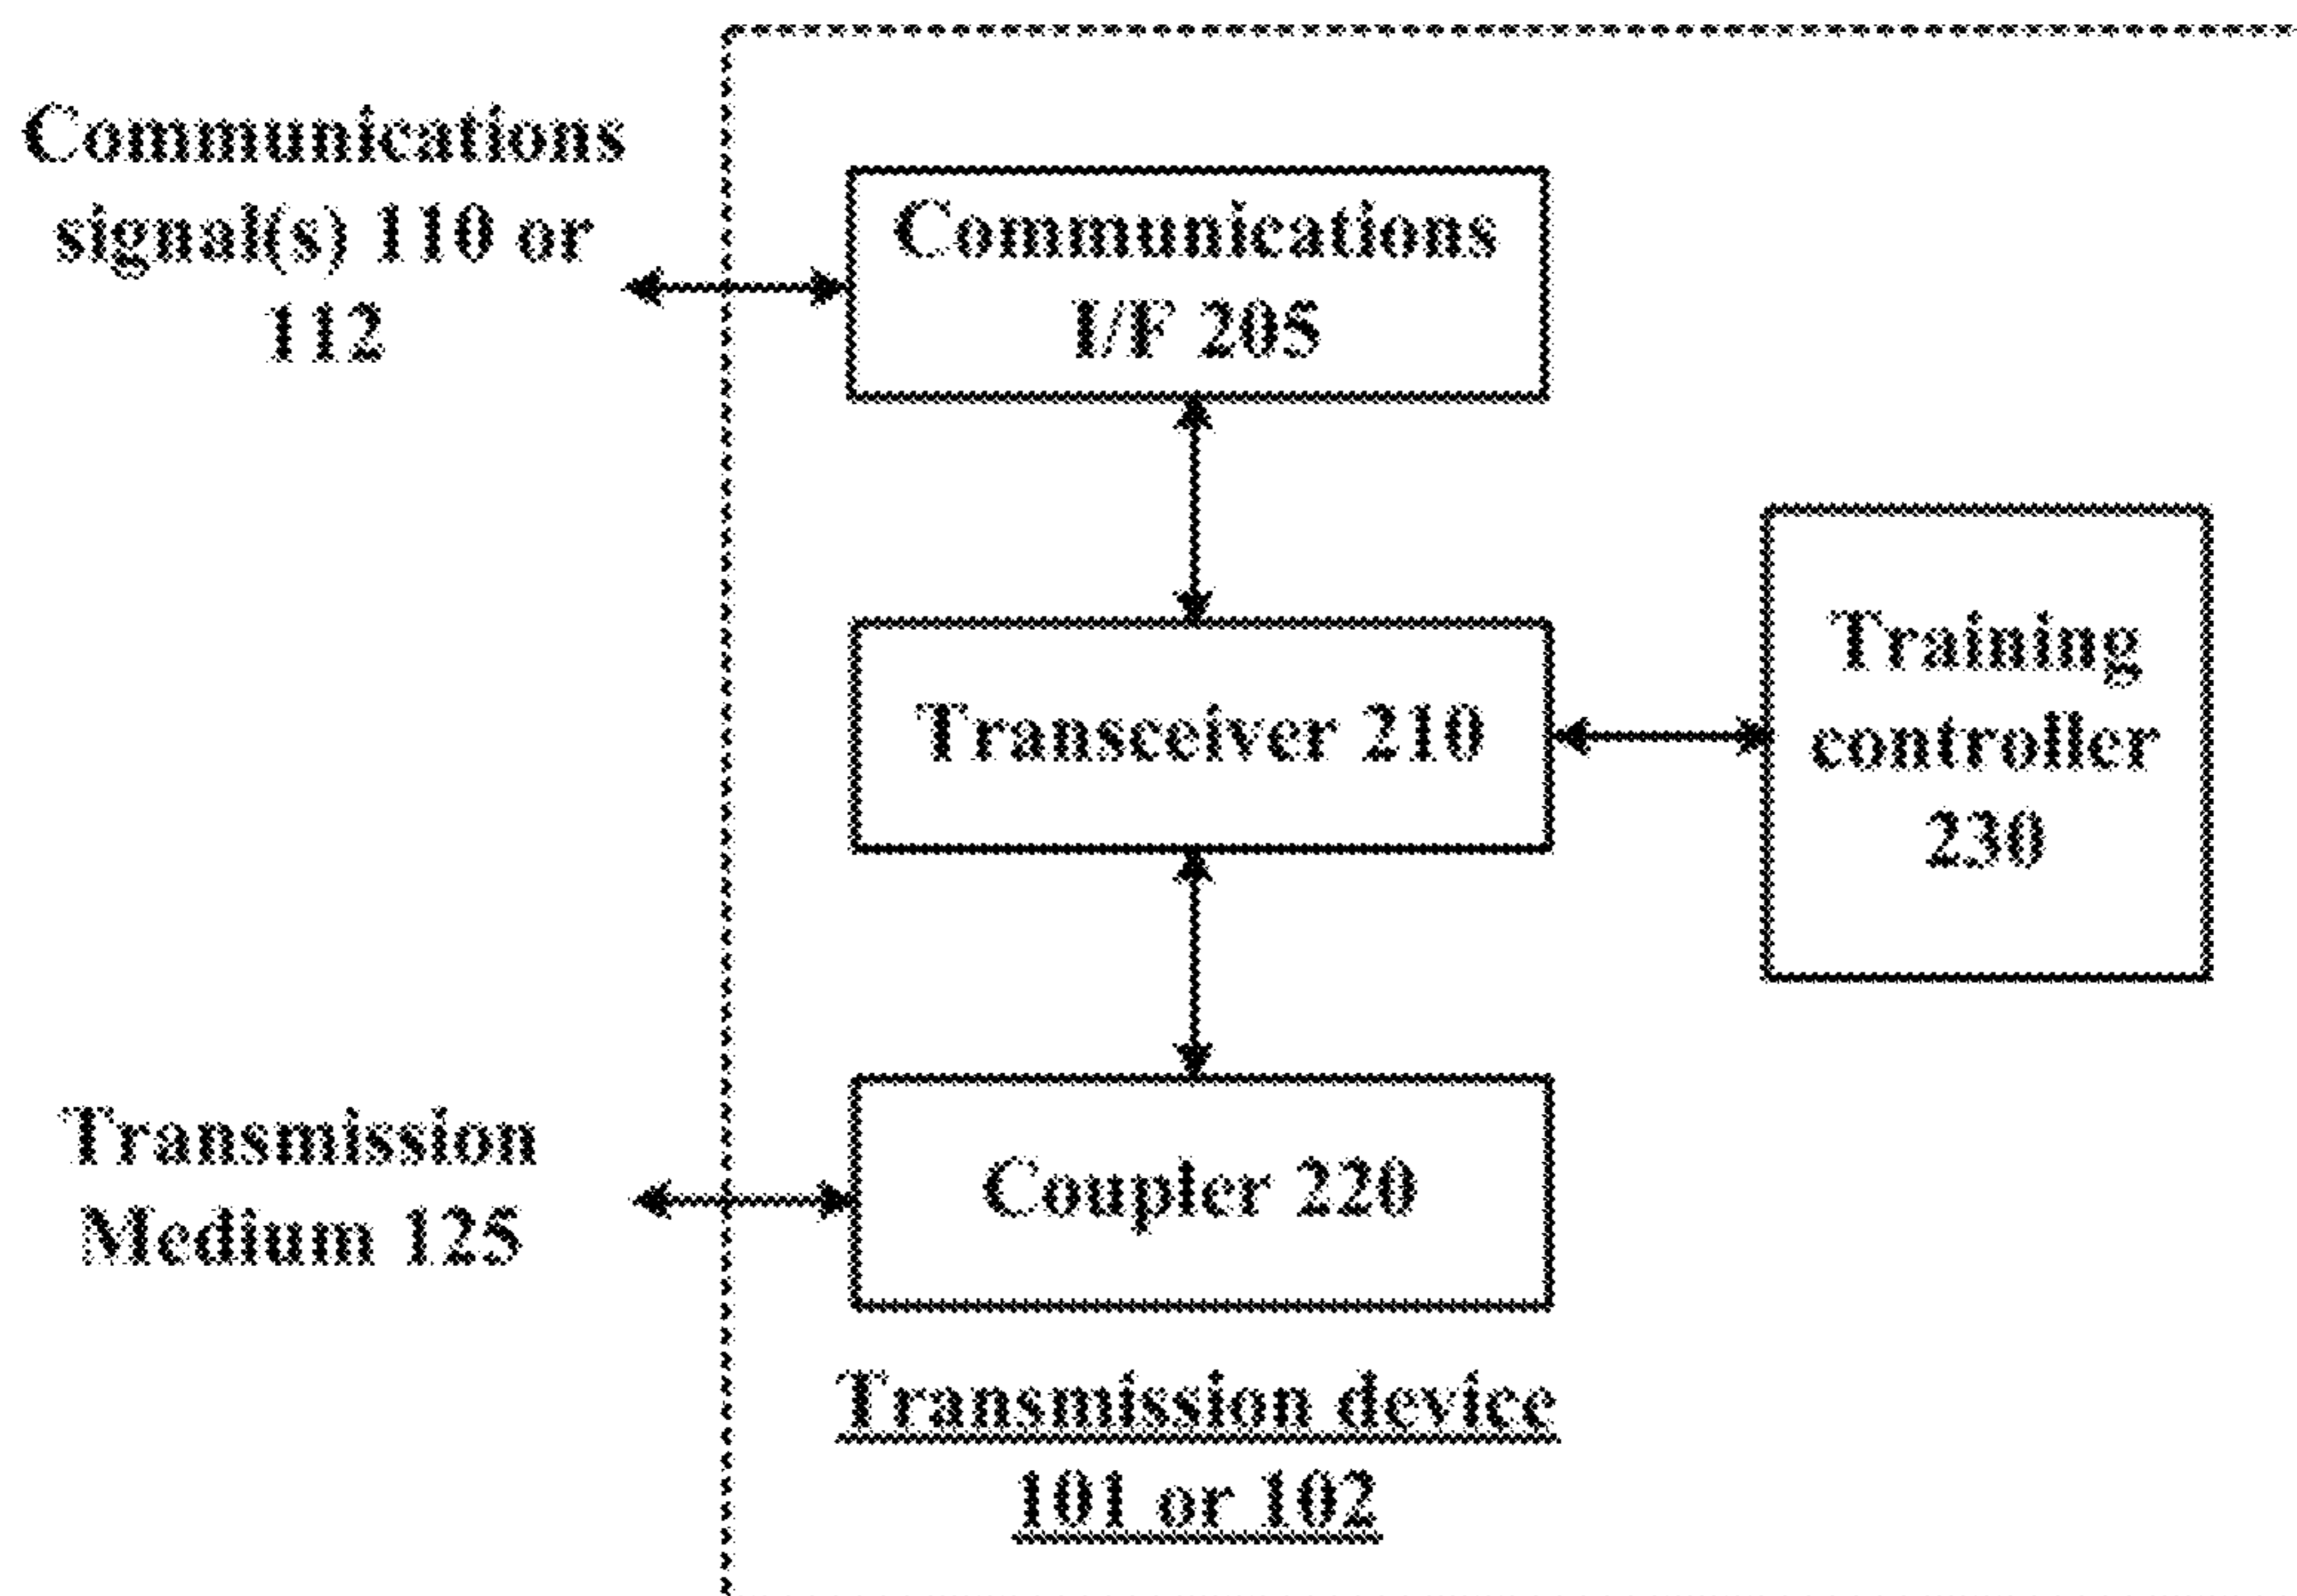 Communications
signal(s) 110 or
112
Communications
I/F 205
Transceiver 210
Training
controller
230
Transmission
Medium 125
Coupler 220
Transmission device
101 or 102